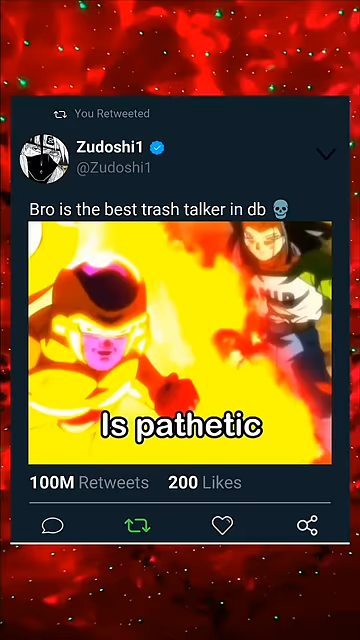 You Retweeted
Zudoshi1
@Zudoshi1
Bro is the best trash talker in db 💀
Is pathetic
100M Retweets 200 Likes